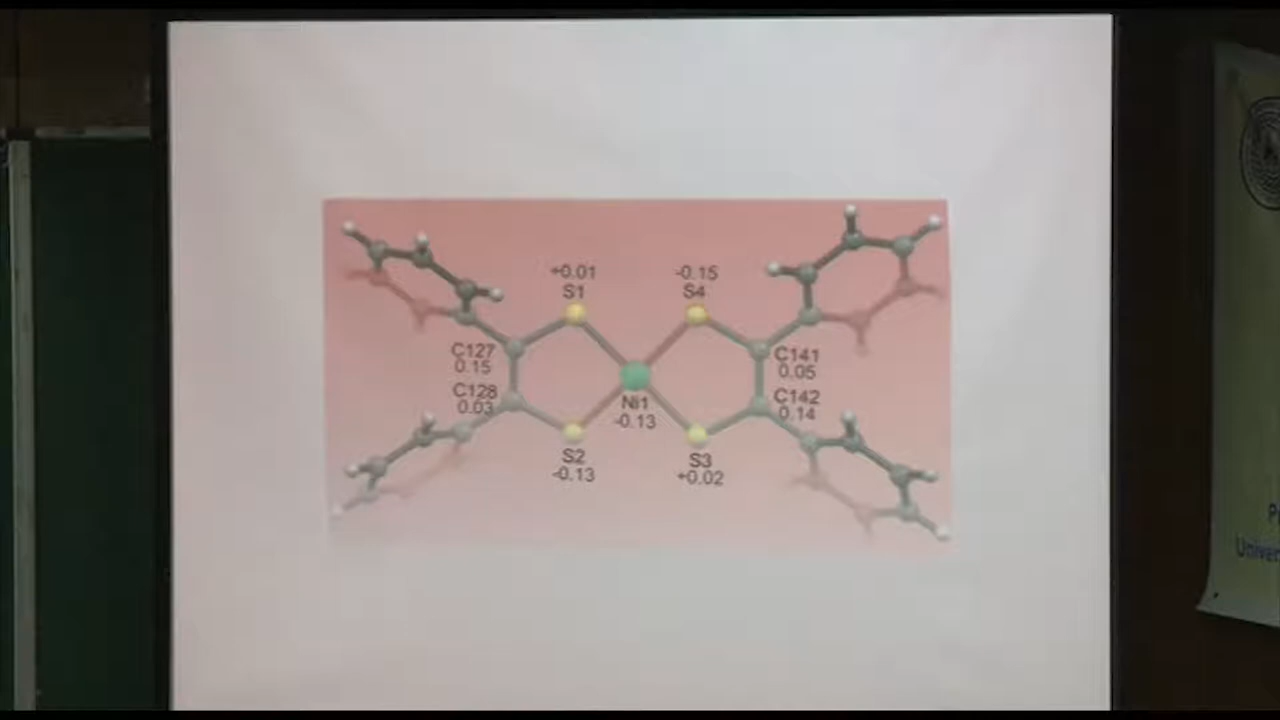 +0.01
S1
-0.15
S4
C127
0.15
C128
0.03
Ni1
-0.13
C141
0.05
C142
0.14
S2
-0.13
S3
+0.02